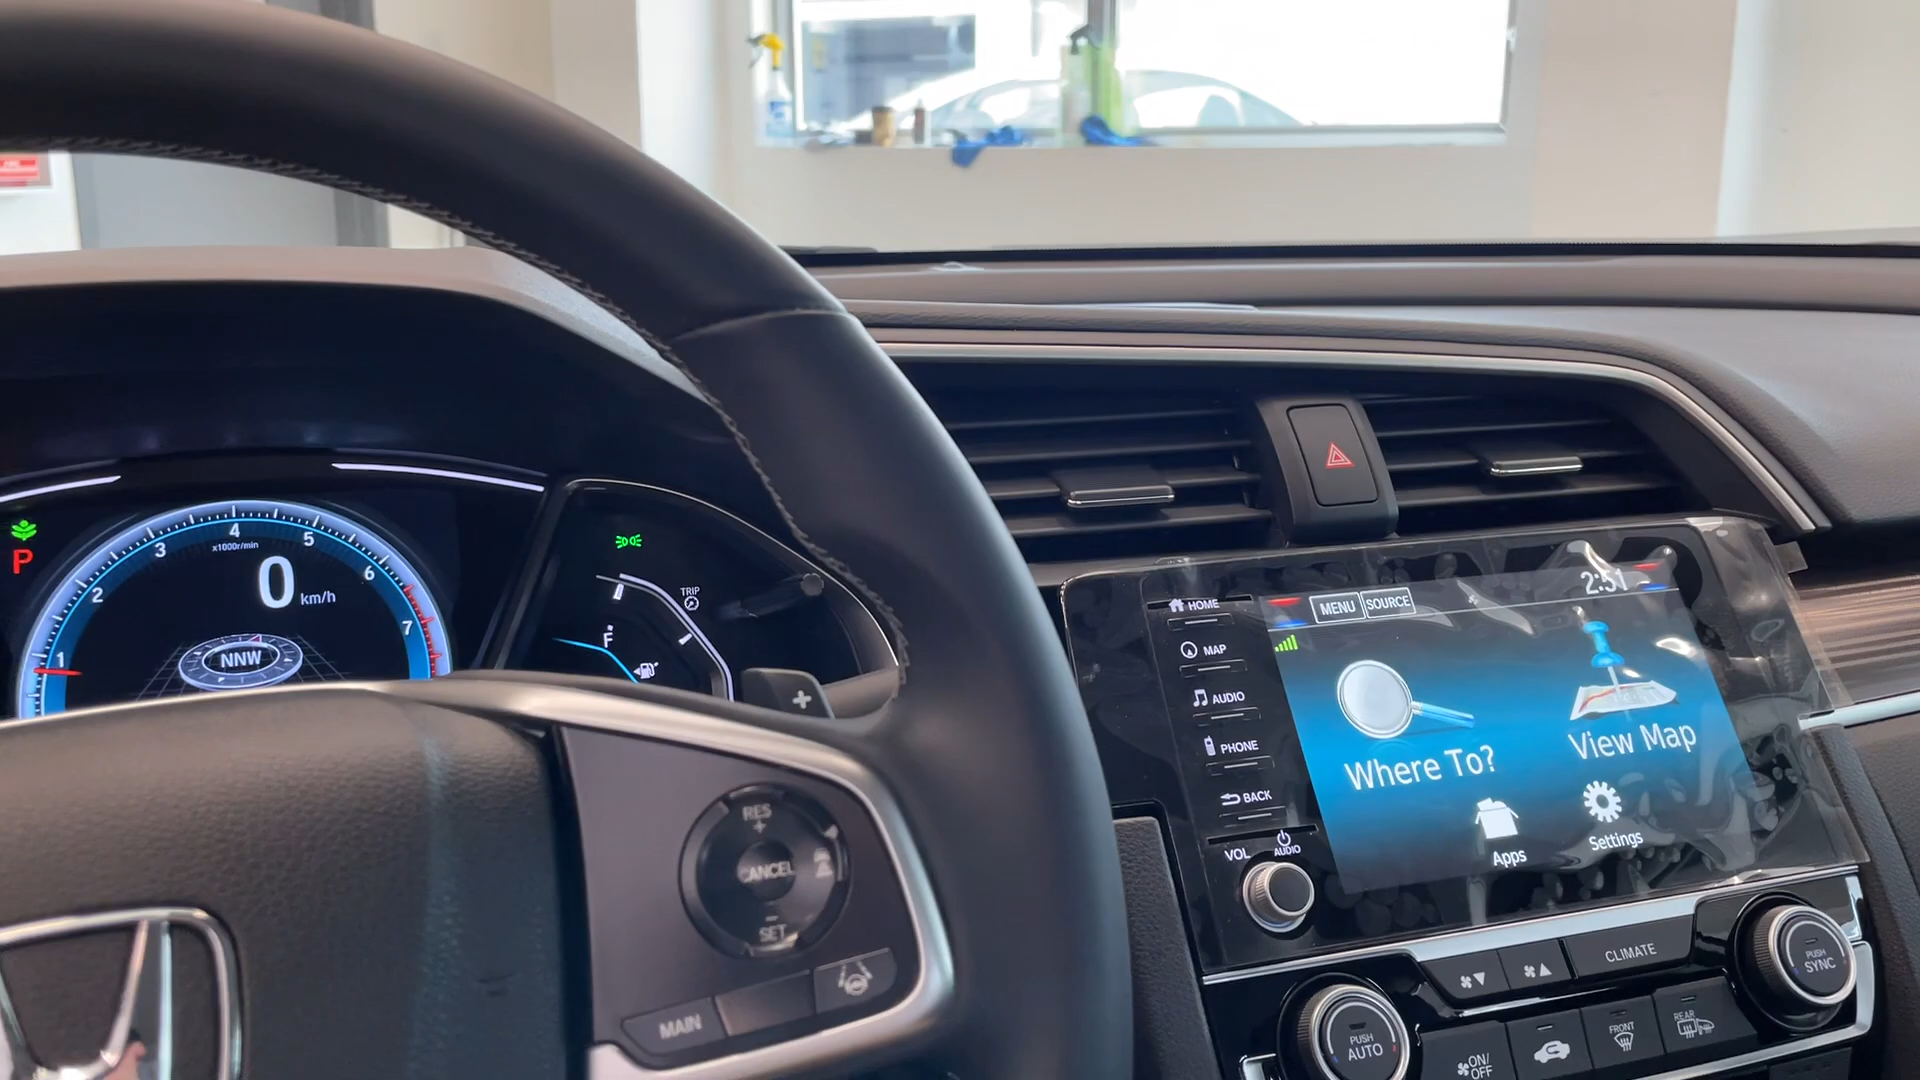 P
1
2
3
4
5
6
7
x1000r/min
0 km/h
NNW
TRIP
F
+
RES
+
CANCEL
-
SET
MAIN
HOME
MAP
AUDIO
PHONE
BACK
VOL
AUDIO
MENU
SOURCE
2:51
Where To?
View Map
Apps
Settings
CLIMATE
PUSH
SYNC
PUSH
AUTO
ON/
OFF
FRONT
REAR